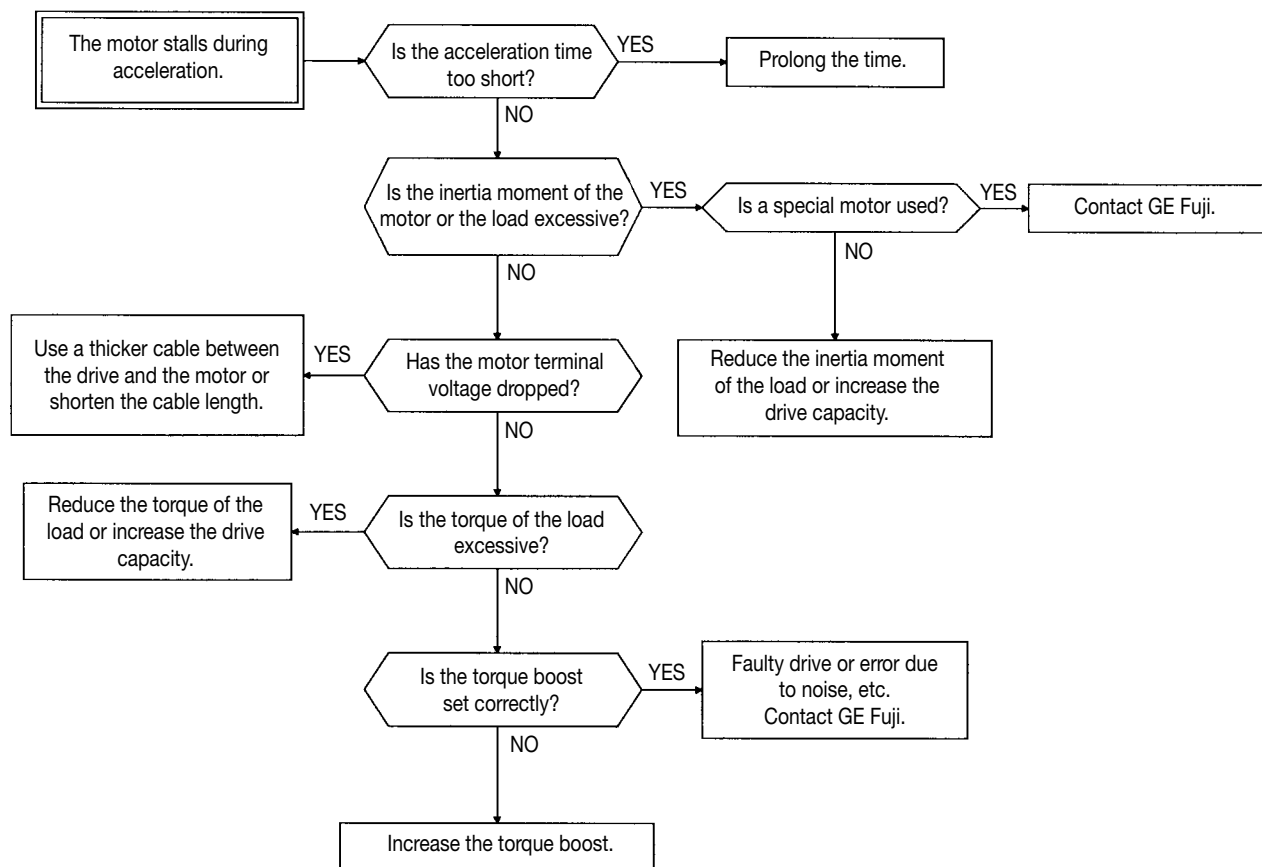 The motor stalls during
acceleration.
Is the acceleration time
too short?
YES
Prolong the time.
NO
Is the inertia moment of the
motor or the load excessive?
YES
Is a special motor used?
YES
Contact GE Fuji.
NO
NO
Use a thicker cable between
the drive and the motor or
shorten the cable length.
YES
Has the motor terminal
voltage dropped?
Reduce the inertia moment
of the load or increase the
drive capacity.
NO
Reduce the torque of the
load or increase the drive
capacity.
YES
Is the torque of the load
excessive?
NO
Is the torque boost
set correctly?
YES
Faulty drive or error due
to noise, etc.
Contact GE Fuji.
NO
Increase the torque boost.